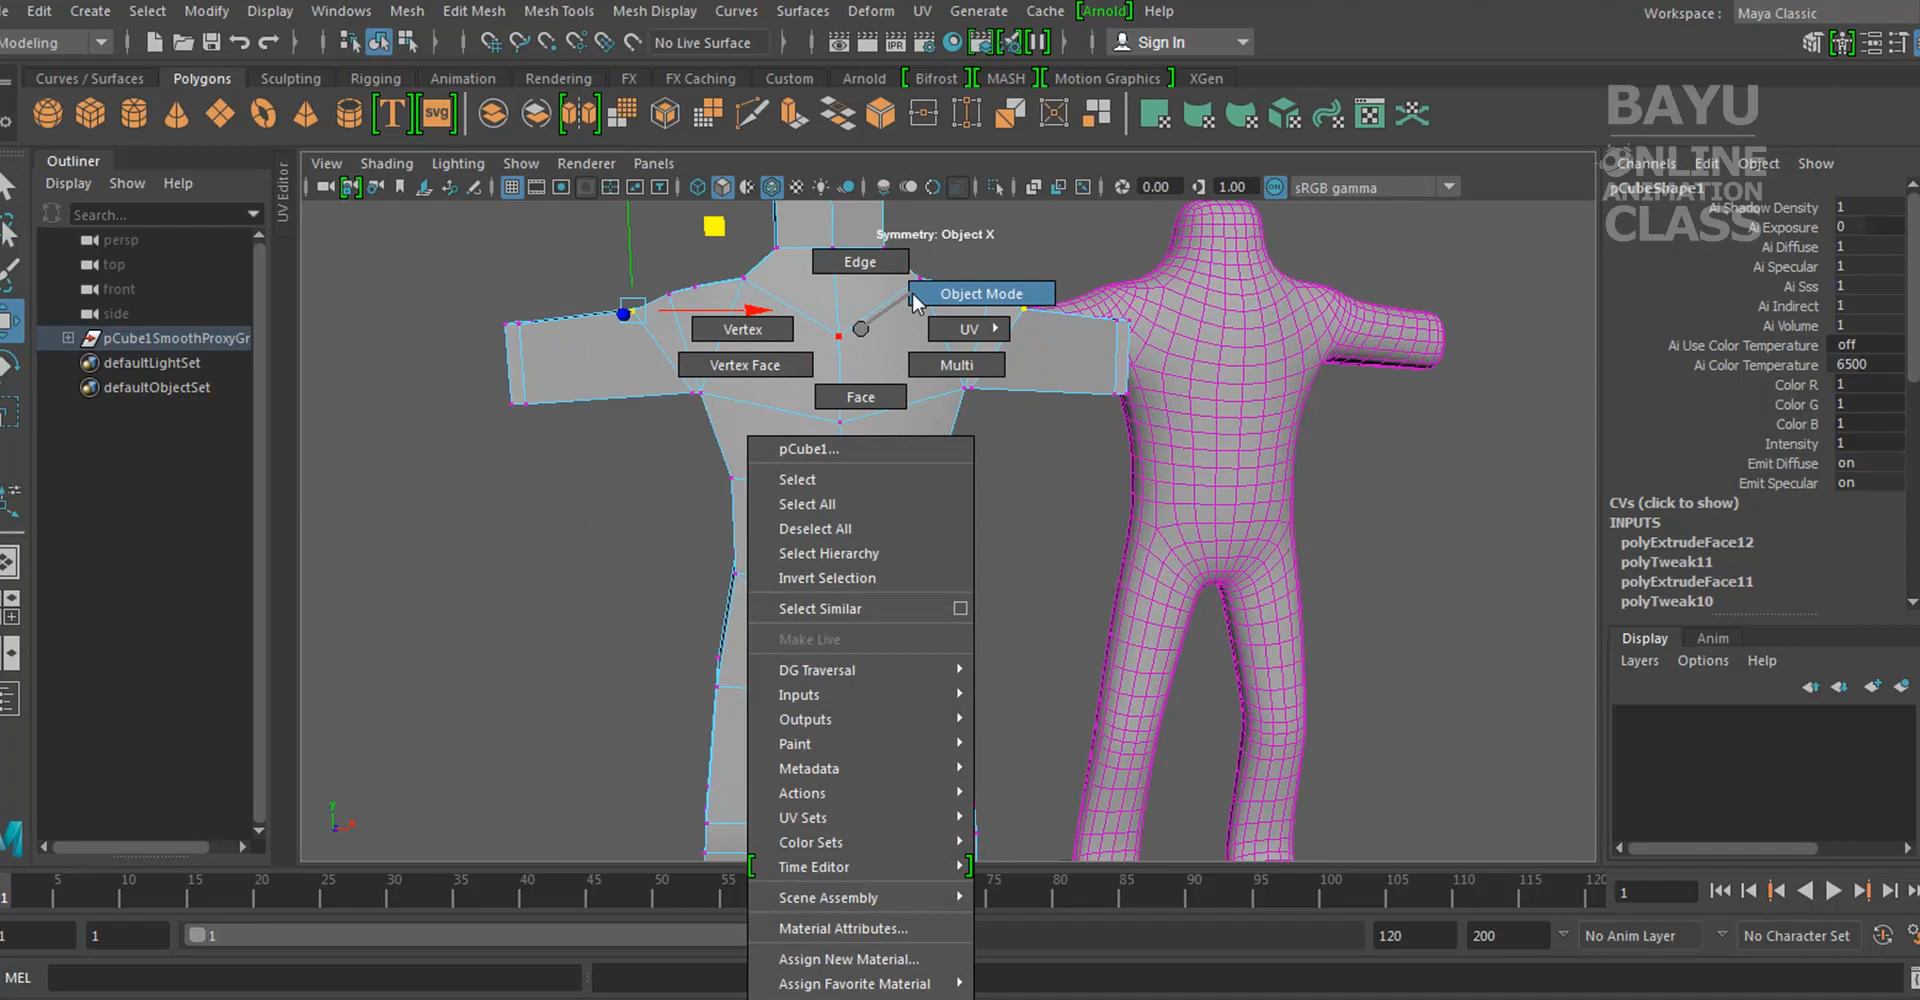 Edit Create Select Modify Display Windows Mesh Edit Mesh Mesh Tools Mesh Display Curves Surfaces Deform UV Generate Cache [Arnold] Help
Workspace : Maya Classic
Modeling
No Live Surface
IPR
Sign In
Curves / Surfaces Polygons Sculpting Rigging Animation Rendering FX FX Caching Custom Arnold Bifrost MASH Motion Graphics XGen
T svg
BAYU
ONLINE
ANIMATION
CLASS
Outliner
Display Show Help
Search...
persp
top
front
side
pCube1SmoothProxyGr
defaultLightSet
defaultObjectSet
UV Editor
View Shading Lighting Show Renderer Panels
0.00 1.00 ON sRGB gamma
Symmetry: Object X
Edge
Object Mode
Vertex
UV
Vertex Face
Multi
Face
pCube1...
Select
Select All
Deselect All
Select Hierarchy
Invert Selection
Select Similar
Make Live
DG Traversal
Inputs
Outputs
Paint
Metadata
Actions
UV Sets
Color Sets
Time Editor
Scene Assembly
Material Attributes...
Assign New Material...
Assign Favorite Material
y
x
Channels Edit Object Show
pCubeShape1
Ai Shadow Density 1
Ai Exposure 0
Ai Diffuse 1
Ai Specular 1
Ai Sss 1
Ai Indirect 1
Ai Volume 1
Ai Use Color Temperature off
Ai Color Temperature 6500
Color R 1
Color G 1
Color B 1
Intensity 1
Emit Diffuse on
Emit Specular on
CVs (click to show)
INPUTS
polyExtrudeFace12
polyTweak11
polyExtrudeFace11
polyTweak10
Display Anim
Layers Options Help
1 5 10 15 20 25 30 35 40 45 50 55 75 80 85 90 95 100 105 110 115 120
1
1 1 1 120 200 No Anim Layer No Character Set
MEL